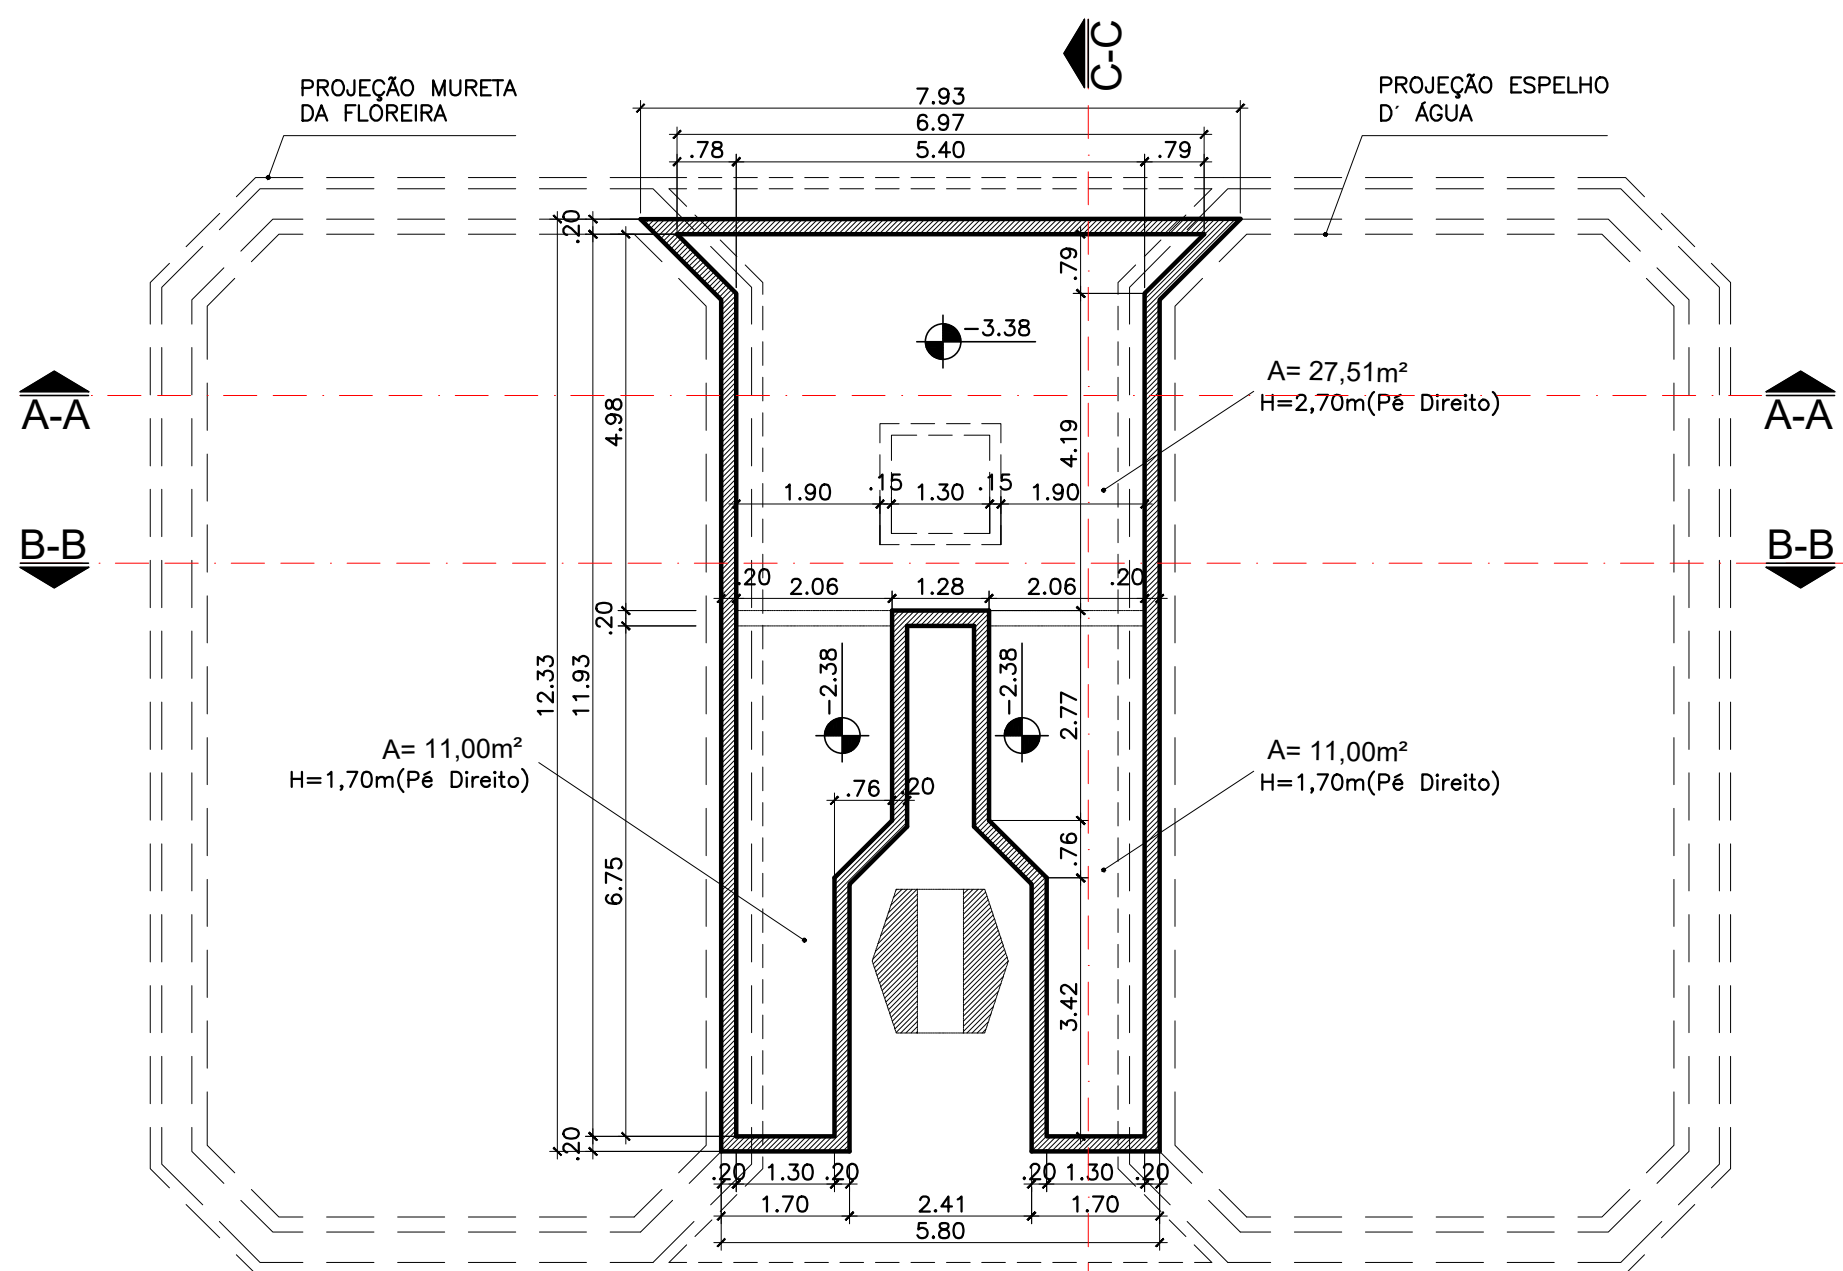 C-C
PROJEÇÃO MURETA
DA FLOREIRA
PROJEÇÃO ESPELHO
D´ ÁGUA
7.93
6.97
.78
5.40
.79
.20
.79
-3.38
A= 27,51m²
H=2,70m(Pé Direito)
A-A
A-A
4.98
4.19
1.90
.15
1.30
.15
1.90
B-B
B-B
.20
2.06
1.28
2.06
.20
.20
-2.38
-2.38
12.33
11.93
2.77
A= 11,00m²
H=1,70m(Pé Direito)
A= 11,00m²
H=1,70m(Pé Direito)
.76
.20
.76
6.75
3.42
.20
.20
1.30
.20
.20
1.30
.20
1.70
2.41
1.70
5.80